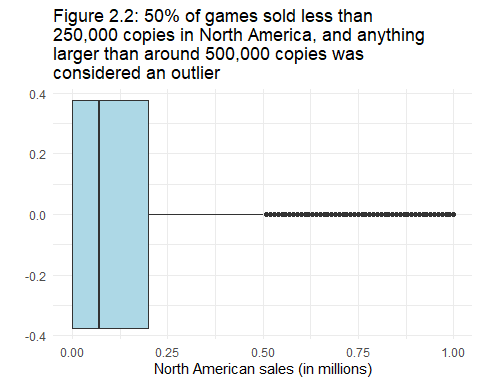 Figure 2.2: 50% of games sold less than
250,000 copies in North America, and anything
larger than around 500,000 copies was
considered an outlier
0.4
0.2
0.0
-0.2
-0.4
0.00 0.25 0.50 0.75 1.00
North American sales (in millions)